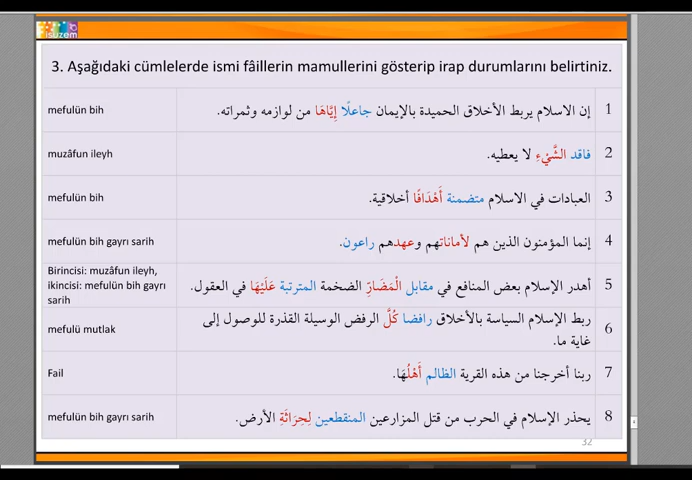 isuzem
3. Aşağıdaki cümlelerde ismi fâillerin mamullerini gösterip irap durumlarını belirtiniz.
1 إن الاسلام يربط الأخلاق الحميدة بالإيمان جاعلًا إِيَّاهَا من لوازمه وثمراته.
mefulün bih
2 فاقد الشَّيْءِ لا يعطيه.
muzâfun ileyh
3 العبادات في الاسلام متضمنة أَهْدَافًا أخلاقية.
mefulün bih
4 إنما المؤمنون الذين هم لأماناتهم وعهدهم راعون.
mefulün bih gayrı sarih
5 أهدر الإسلام بعض المنافع في مقابل الْمَضَارِّ الضخمة المترتبة عَلَيْهَا في العقول.
Birincisi: muzâfun ileyh,
ikincisi: mefulün bih gayrı
sarih
6 ربط الإسلام السياسة بالأخلاق رافضا كُلَّ الرفض الوسيلة القذرة للوصول إلى
غاية ما.
mefulü mutlak
7 ربنا أخرجنا من هذه القرية الظالم أَهْلُهَا.
Fail
8 يحذر الإسلام في الحرب من قتل المزارعين المنقطعين لِحِرَاثَةِ الأرض.
mefulün bih gayrı sarih
32